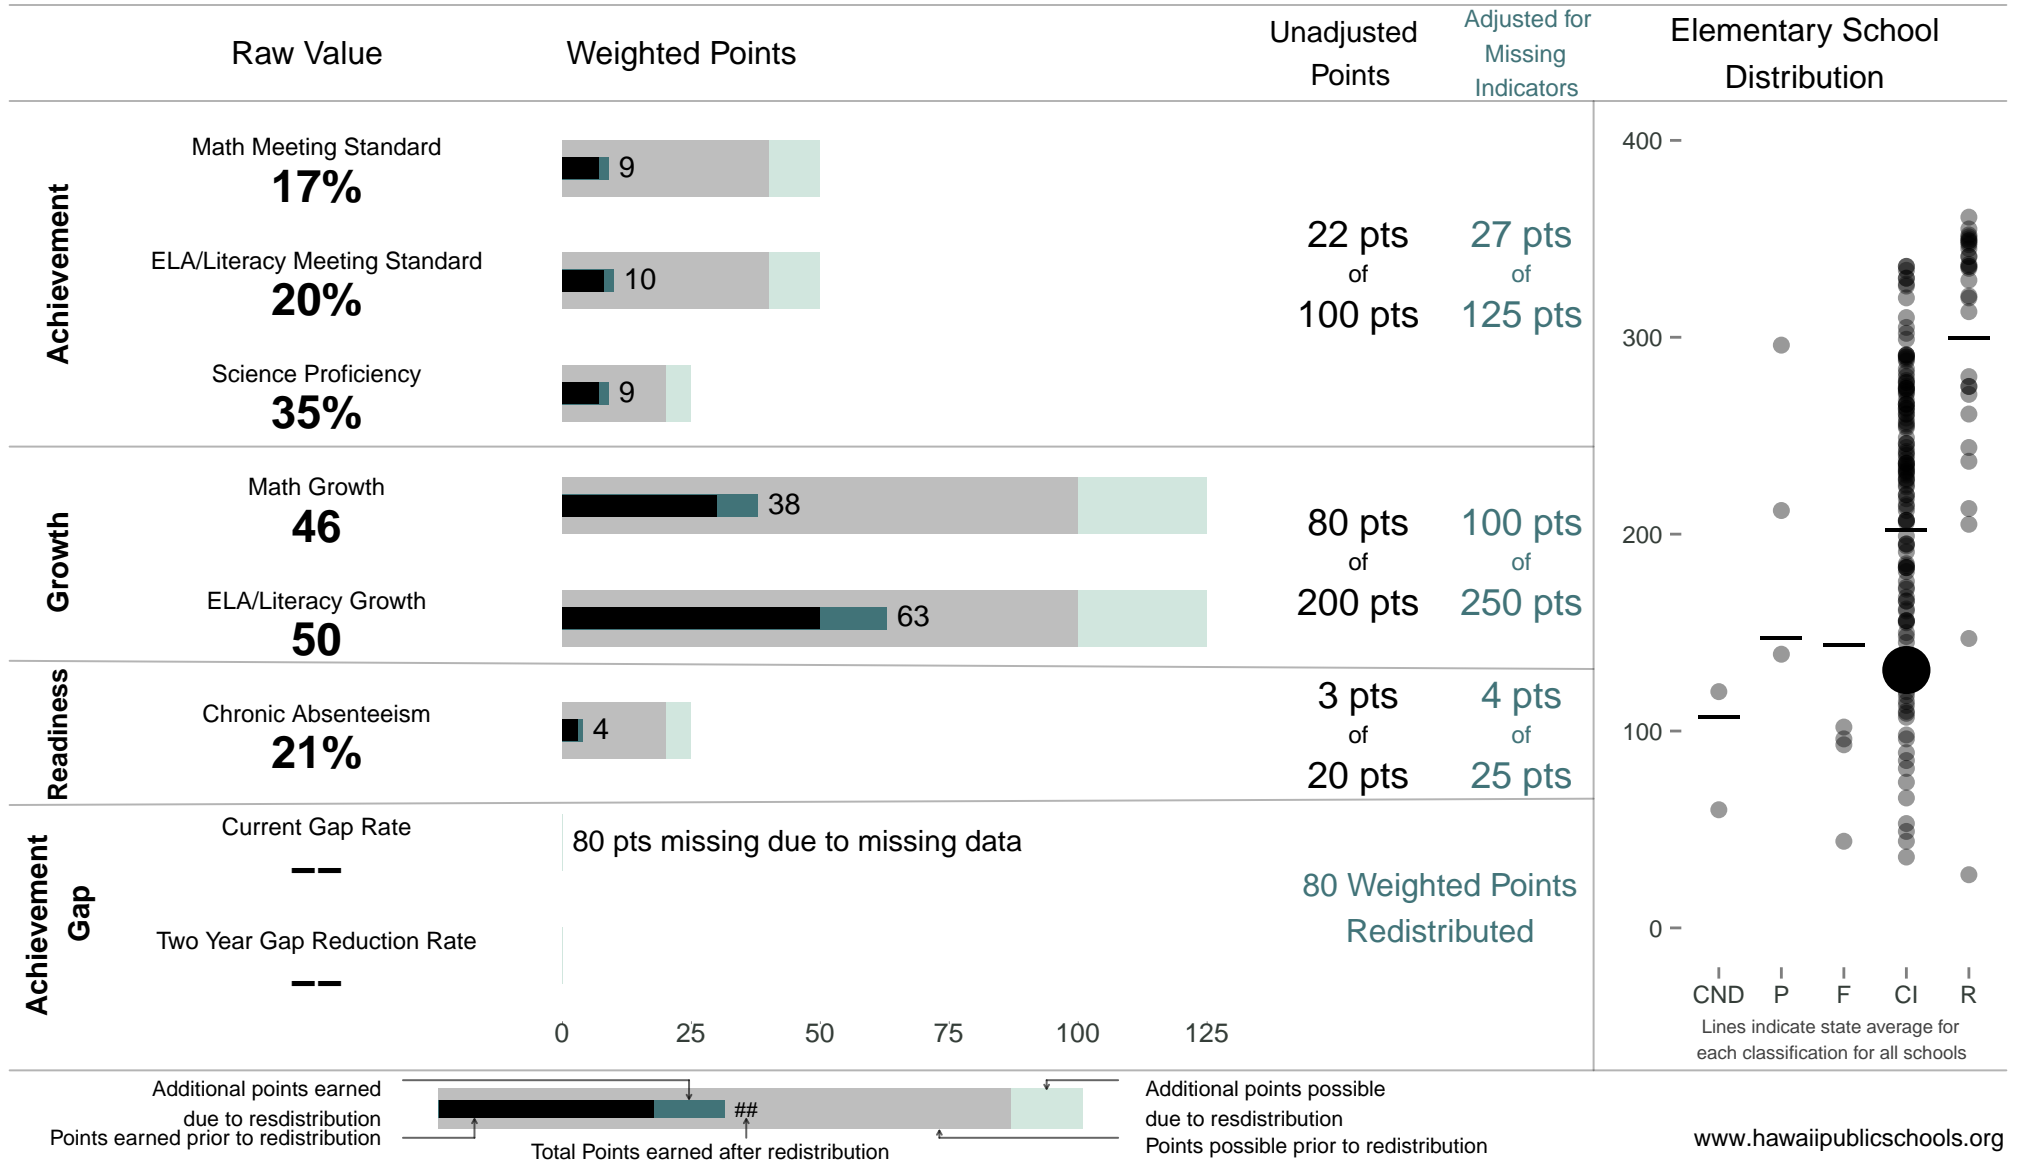 Raw Value
Weighted Points
Unadjusted
Points
Adjusted for
Missing
Indicators
Elementary School
Distribution
Achievement
Math Meeting Standard
17%
9
ELA/Literacy Meeting Standard
20%
10
Science Proficiency
35%
9
22 pts
of
100 pts
27 pts
of
125 pts
Growth
Math Growth
46
38
ELA/Literacy Growth
50
63
80 pts
of
200 pts
100 pts
of
250 pts
Readiness
Chronic Absenteeism
21%
4
3 pts
of
20 pts
4 pts
of
25 pts
Achievement
Gap
Current Gap Rate
––
80 pts missing due to missing data
Two Year Gap Reduction Rate
––
80 Weighted Points
Redistributed
0 25 50 75 100 125
400
300
200
100
0
CND P F CI R
Lines indicate state average for
each classification for all schools
Additional points earned
due to resdistribution
Points earned prior to redistribution
##
Total Points earned after redistribution
Additional points possible
due to resdistribution
Points possible prior to redistribution
www.hawaiipublicschools.org